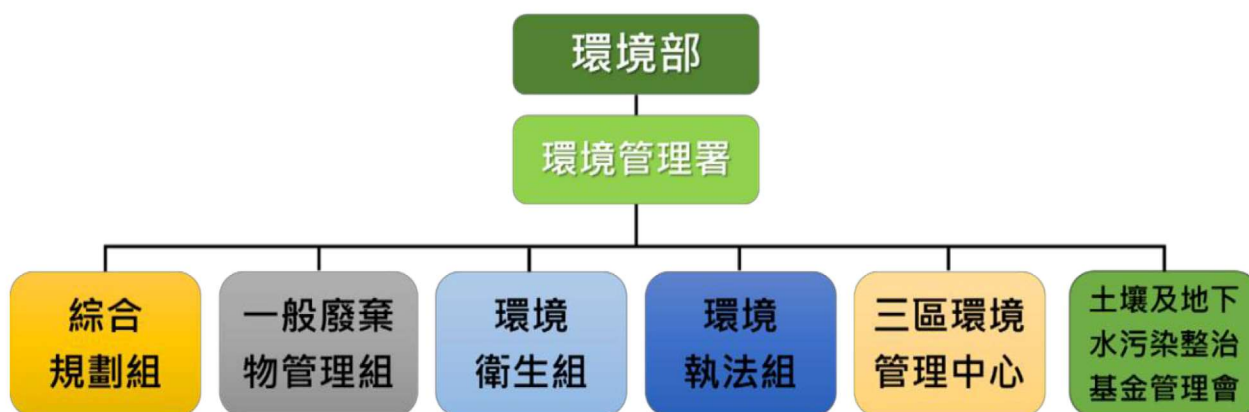 環境部
環境管理署
綜合
規劃組
一般廢棄
物管理組
環境
衛生組
環境
執法組
三區環境
管理中心
土壤及地下
水污染整治
基金管理會